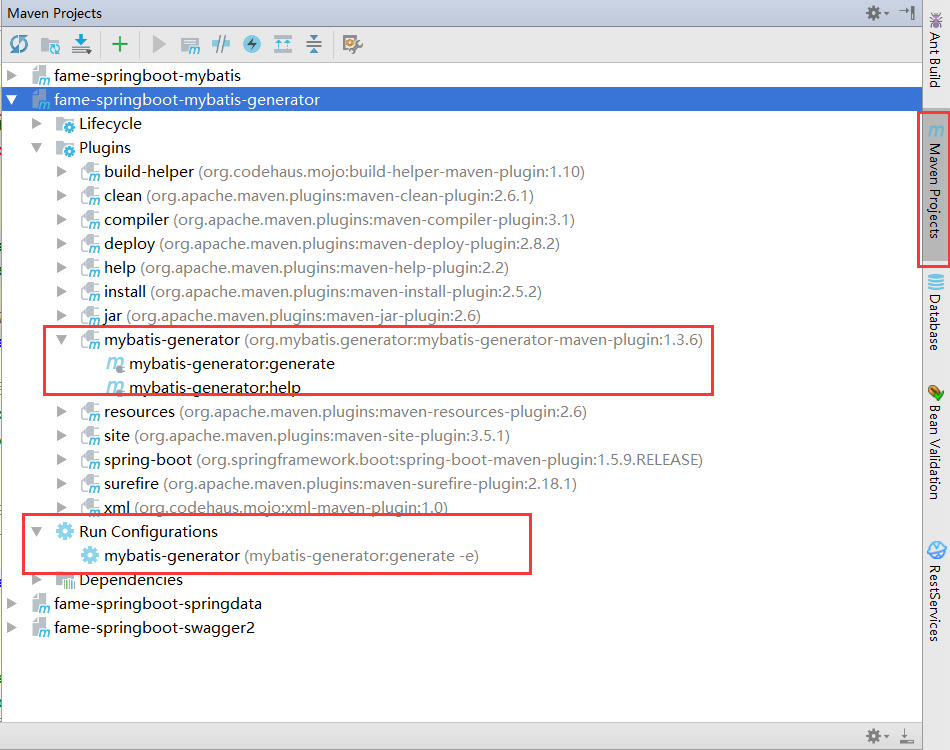 Maven Projects
fame-springboot-mybatis
fame-springboot-mybatis-generator
Lifecycle
Plugins
build-helper (org.codehaus.mojo:build-helper-maven-plugin:1.10)
clean (org.apache.maven.plugins:maven-clean-plugin:2.6.1)
compiler (org.apache.maven.plugins:maven-compiler-plugin:3.1)
deploy (org.apache.maven.plugins:maven-deploy-plugin:2.8.2)
help (org.apache.maven.plugins:maven-help-plugin:2.2)
install (org.apache.maven.plugins:maven-install-plugin:2.5.2)
jar (org.apache.maven.plugins:maven-jar-plugin:2.6)
mybatis-generator (org.mybatis.generator:mybatis-generator-maven-plugin:1.3.6)
mybatis-generator:generate
mybatis-generator:help
resources (org.apache.maven.plugins:maven-resources-plugin:2.6)
site (org.apache.maven.plugins:maven-site-plugin:3.5.1)
spring-boot (org.springframework.boot:spring-boot-maven-plugin:1.5.9.RELEASE)
surefire (org.apache.maven.plugins:maven-surefire-plugin:2.18.1)
xml (org.codehaus.mojo:xml-maven-plugin:1.0)
Run Configurations
mybatis-generator (mybatis-generator:generate -e)
Dependencies
fame-springboot-springdata
fame-springboot-swagger2
Ant Build
Maven Projects
Database
Bean Validation
RestServices